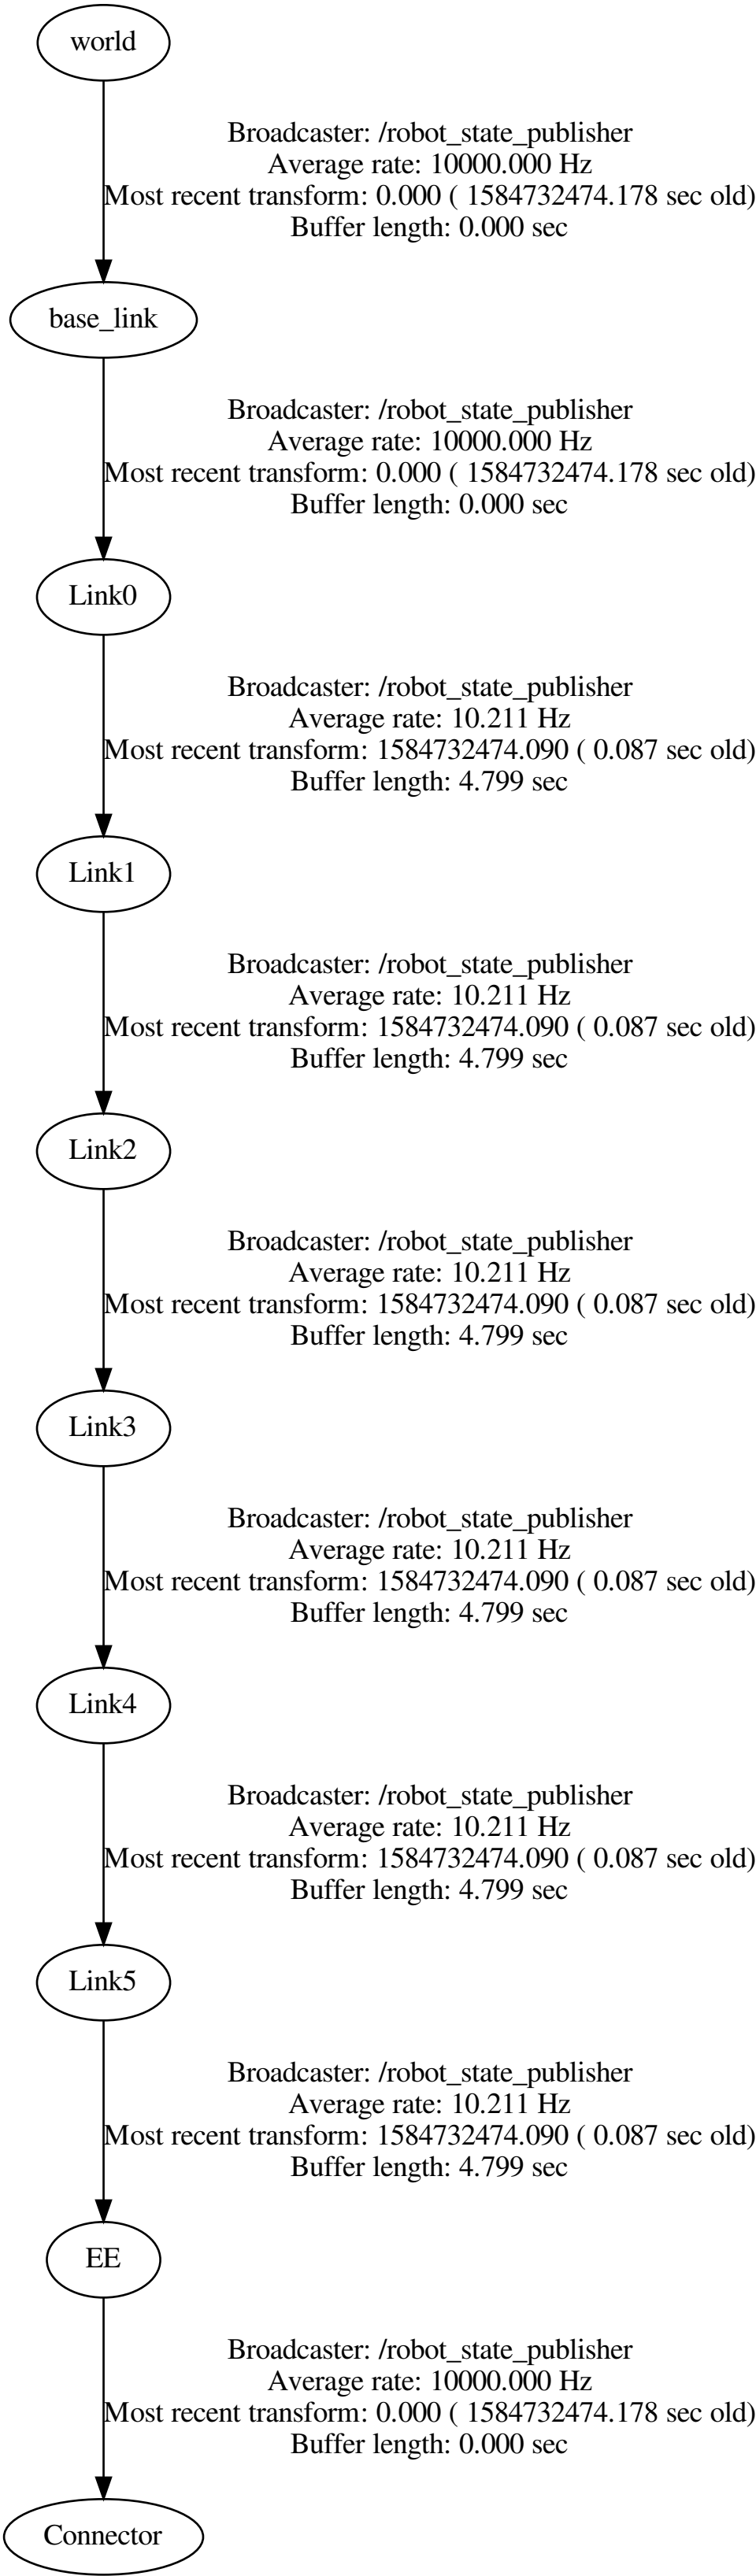 world
Broadcaster: /robot_state_publisher
Average rate: 10000.000 Hz
Most recent transform: 0.000 ( 1584732474.178 sec old)
Buffer length: 0.000 sec
base_link
Broadcaster: /robot_state_publisher
Average rate: 10000.000 Hz
Most recent transform: 0.000 ( 1584732474.178 sec old)
Buffer length: 0.000 sec
Link0
Broadcaster: /robot_state_publisher
Average rate: 10.211 Hz
Most recent transform: 1584732474.090 ( 0.087 sec old)
Buffer length: 4.799 sec
Link1
Broadcaster: /robot_state_publisher
Average rate: 10.211 Hz
Most recent transform: 1584732474.090 ( 0.087 sec old)
Buffer length: 4.799 sec
Link2
Broadcaster: /robot_state_publisher
Average rate: 10.211 Hz
Most recent transform: 1584732474.090 ( 0.087 sec old)
Buffer length: 4.799 sec
Link3
Broadcaster: /robot_state_publisher
Average rate: 10.211 Hz
Most recent transform: 1584732474.090 ( 0.087 sec old)
Buffer length: 4.799 sec
Link4
Broadcaster: /robot_state_publisher
Average rate: 10.211 Hz
Most recent transform: 1584732474.090 ( 0.087 sec old)
Buffer length: 4.799 sec
Link5
Broadcaster: /robot_state_publisher
Average rate: 10.211 Hz
Most recent transform: 1584732474.090 ( 0.087 sec old)
Buffer length: 4.799 sec
EE
Broadcaster: /robot_state_publisher
Average rate: 10000.000 Hz
Most recent transform: 0.000 ( 1584732474.178 sec old)
Buffer length: 0.000 sec
Connector